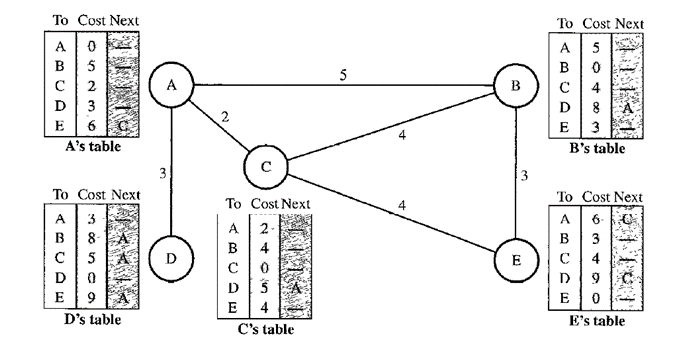 To Cost Next
A 0 —
B 5 —
C 2 —
D 3 —
E 6 C
A's table
To Cost Next
A 5 —
B 0 —
C 4 —
D 8 A
E 3 —
B's table
A
5
B
2
4
C
3
4
3
D
E
To Cost Next
A 3 —
B 8 A
C 5 A
D 0 —
E 9 A
D's table
To Cost Next
A 2 —
B 4 —
C 0 —
D 5 A
E 4 —
C's table
To Cost Next
A 6 C
B 3 —
C 4 —
D 9 C
E 0 —
E's table